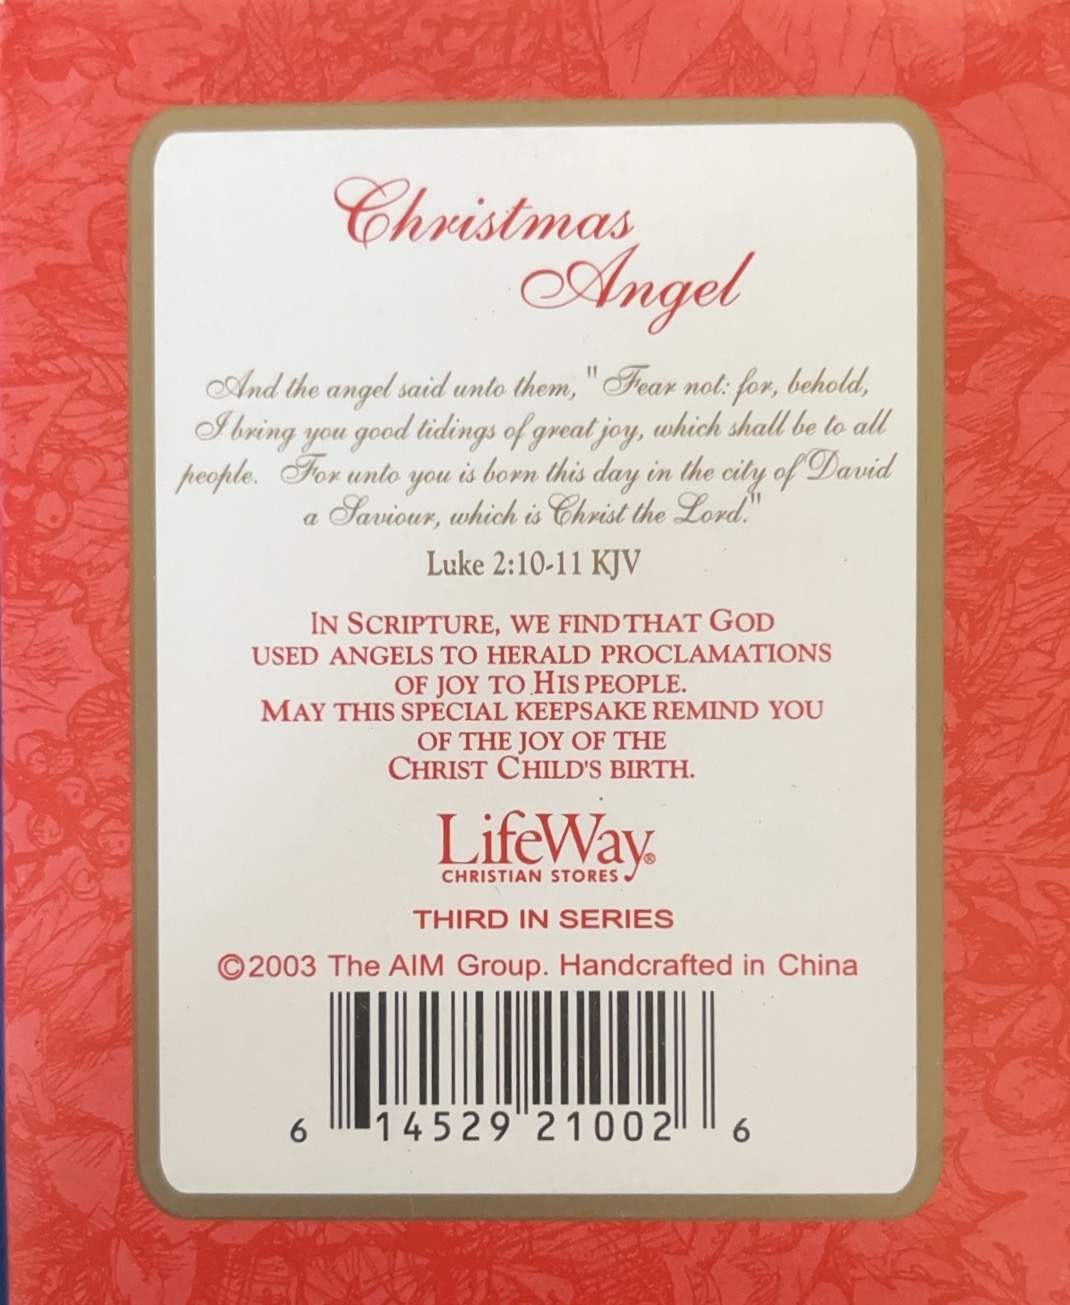 Christmas
Angel
And the angel said unto them, " Fear not: for, behold,
I bring you good tidings of great joy, which shall be to all
people. For unto you is born this day in the city of David
a Saviour, which is Christ the Lord."
Luke 2:10-11 KJV
IN SCRIPTURE, WE FIND THAT GOD
USED ANGELS TO HERALD PROCLAMATIONS
OF JOY TO HIS PEOPLE.
MAY THIS SPECIAL KEEPSAKE REMIND YOU
OF THE JOY OF THE
CHRIST CHILD'S BIRTH.
LifeWay®
CHRISTIAN STORES
THIRD IN SERIES
©2003 The AIM Group. Handcrafted in China
6 14529 21002 6